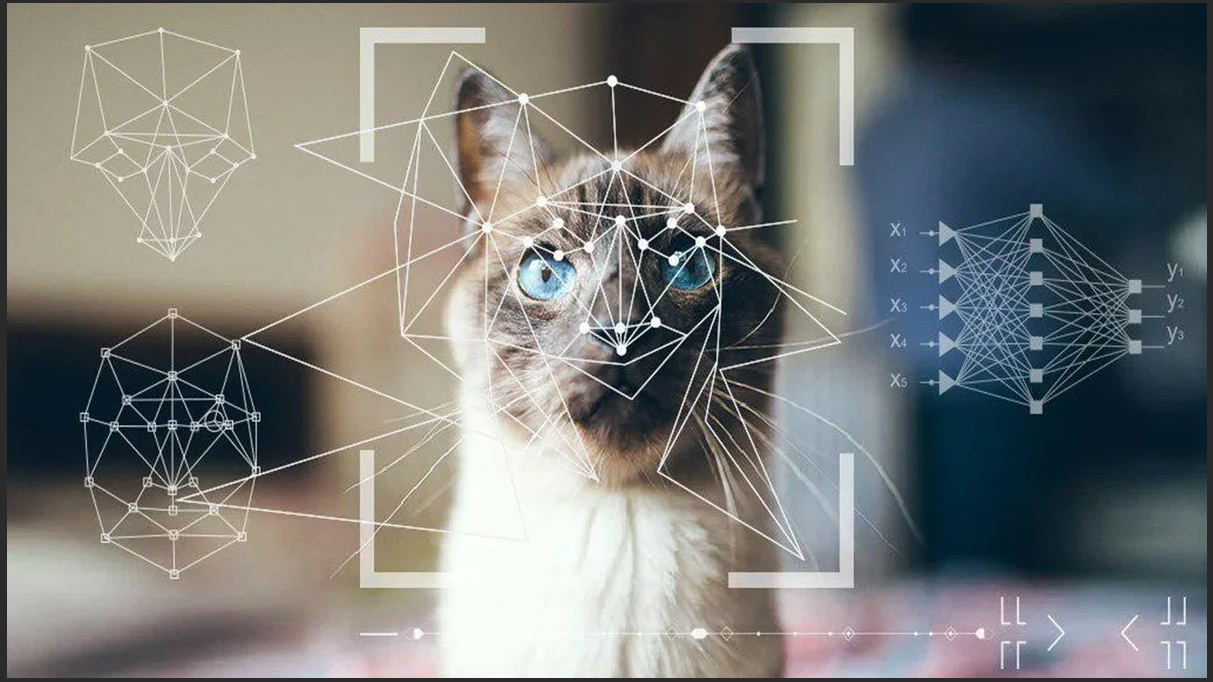 x₁
x₂
x₃
x₄
x₅
y₁
y₂
y₃